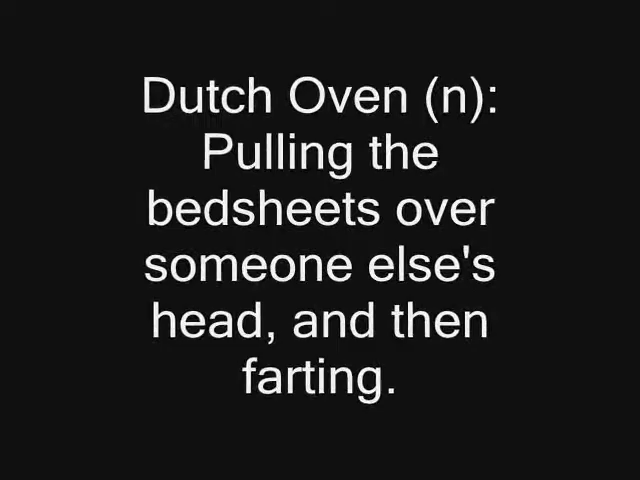 Dutch Oven (n):
Pulling the
bedsheets over
someone else's
head, and then
farting.